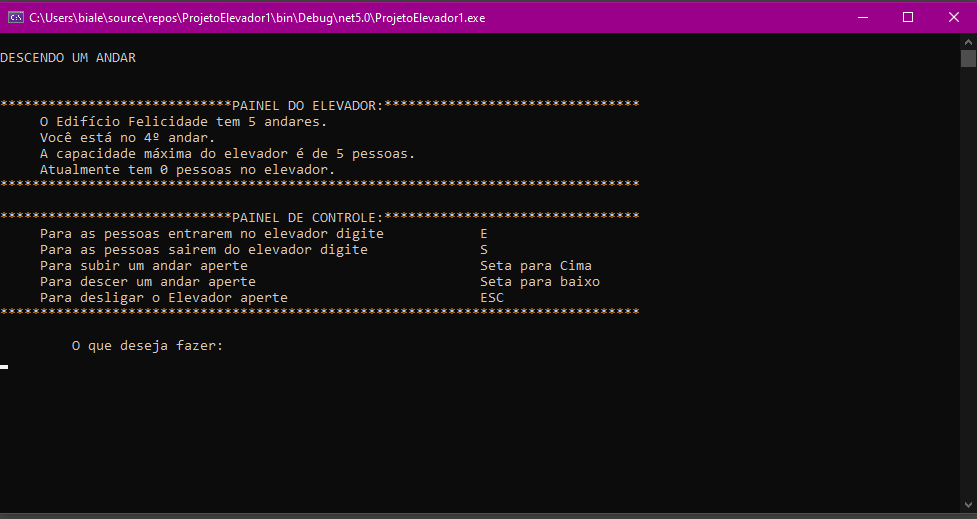 C:\Users\biale\source\repos\ProjetoElevador1\bin\Debug\net5.0\ProjetoElevador1.exe
DESCENDO UM ANDAR
*****************************PAINEL DO ELEVADOR:********************************
O Edifício Felicidade tem 5 andares.
Você está no 4º andar.
A capacidade máxima do elevador é de 5 pessoas.
Atualmente tem 0 pessoas no elevador.
********************************************************************************
*****************************PAINEL DE CONTROLE:********************************
Para as pessoas entrarem no elevador digite E
Para as pessoas sairem do elevador digite S
Para subir um andar aperte Seta para Cima
Para descer um andar aperte Seta para baixo
Para desligar o Elevador aperte ESC
********************************************************************************
O que deseja fazer: